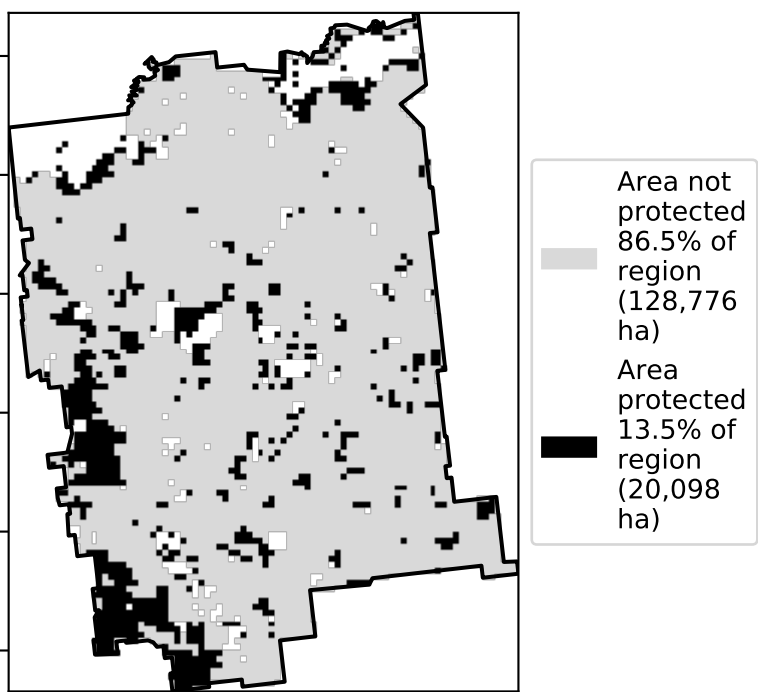 Area not
protected
86.5% of
region
(128,776
ha)
Area
protected
13.5% of
region
(20,098
ha)